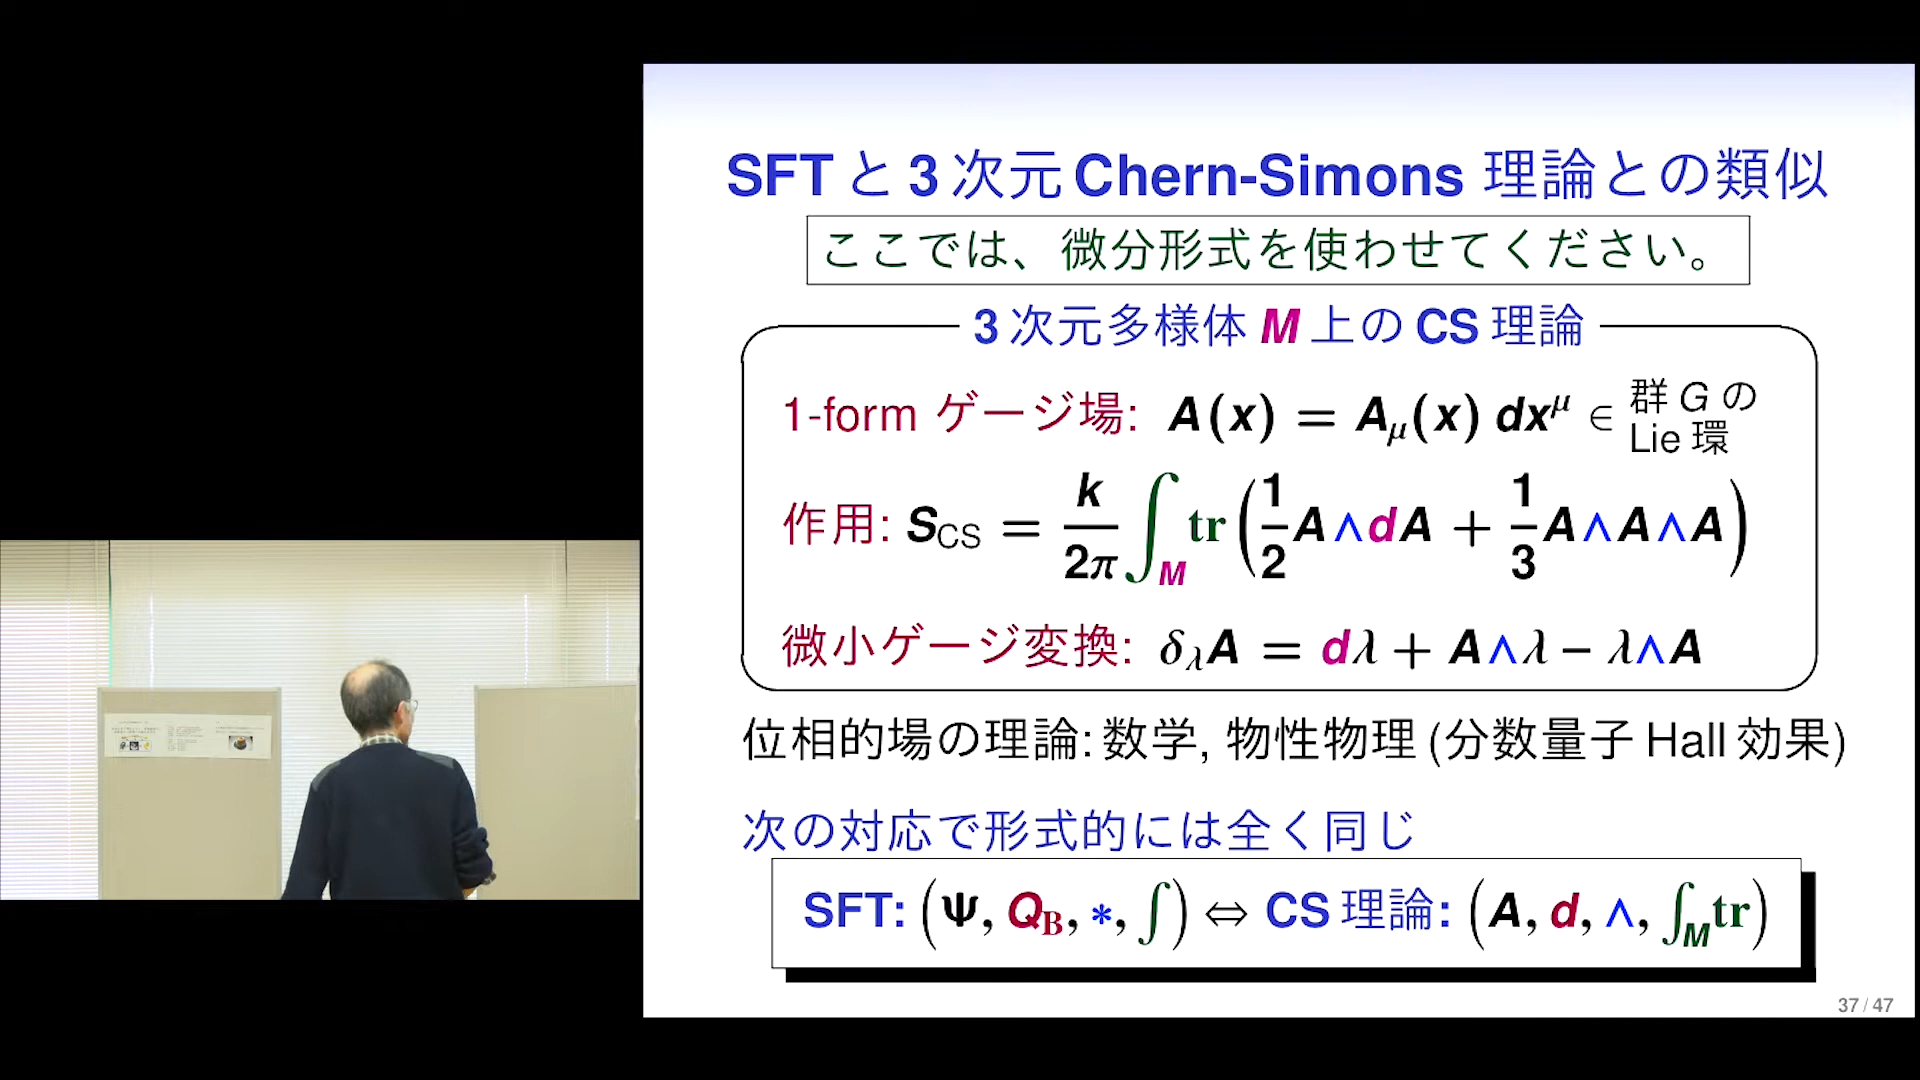 SFT と 3 次元 Chern-Simons 理論との類似
ここでは、微分形式を使わせてください。
3 次元多様体 M 上の CS 理論
1-form ゲージ場: A(x) = A_μ(x) dx^μ ∈ 群 G の Lie 環
作用: S_CS = k/2π ∫_M tr(1/2 A∧dA + 1/3 A∧A∧A)
微小ゲージ変換: δ_λA = dλ + A∧λ − λ∧A
位相的場の理論: 数学, 物性物理 (分数量子 Hall 効果)
次の対応で形式的には全く同じ
SFT: (Ψ, Q_B, *, ∫) ⇔ CS 理論: (A, d, ∧, ∫_M tr)
37 / 47